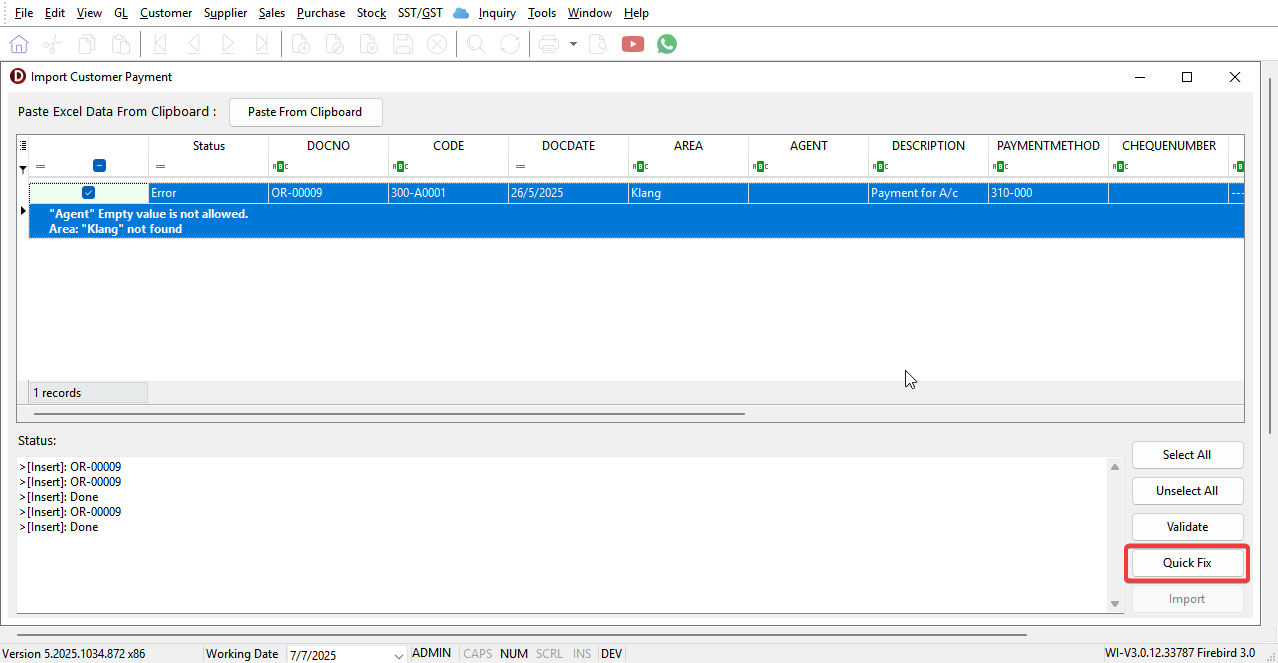 File Edit View GL Customer Supplier Sales Purchase Stock SST/GST Inquiry Tools Window Help
Import Customer Payment
Paste Excel Data From Clipboard : Paste From Clipboard
Status DOCNO CODE DOCDATE AREA AGENT DESCRIPTION PAYMENTMETHOD CHEQUENUMBER
Error OR-00009 300-A0001 26/5/2025 Klang Payment for A/c 310-000 ---
"Agent" Empty value is not allowed.
Area: "Klang" not found
1 records
Status:
>[Insert]: OR-00009
>[Insert]: OR-00009
>[Insert]: Done
>[Insert]: OR-00009
>[Insert]: Done
Select All
Unselect All
Validate
Quick Fix
Import
Version 5.2025.1034.872 x86 Working Date 7/7/2025 ADMIN CAPS NUM SCRL INS DEV WI-V3.0.12.33787 Firebird 3.0